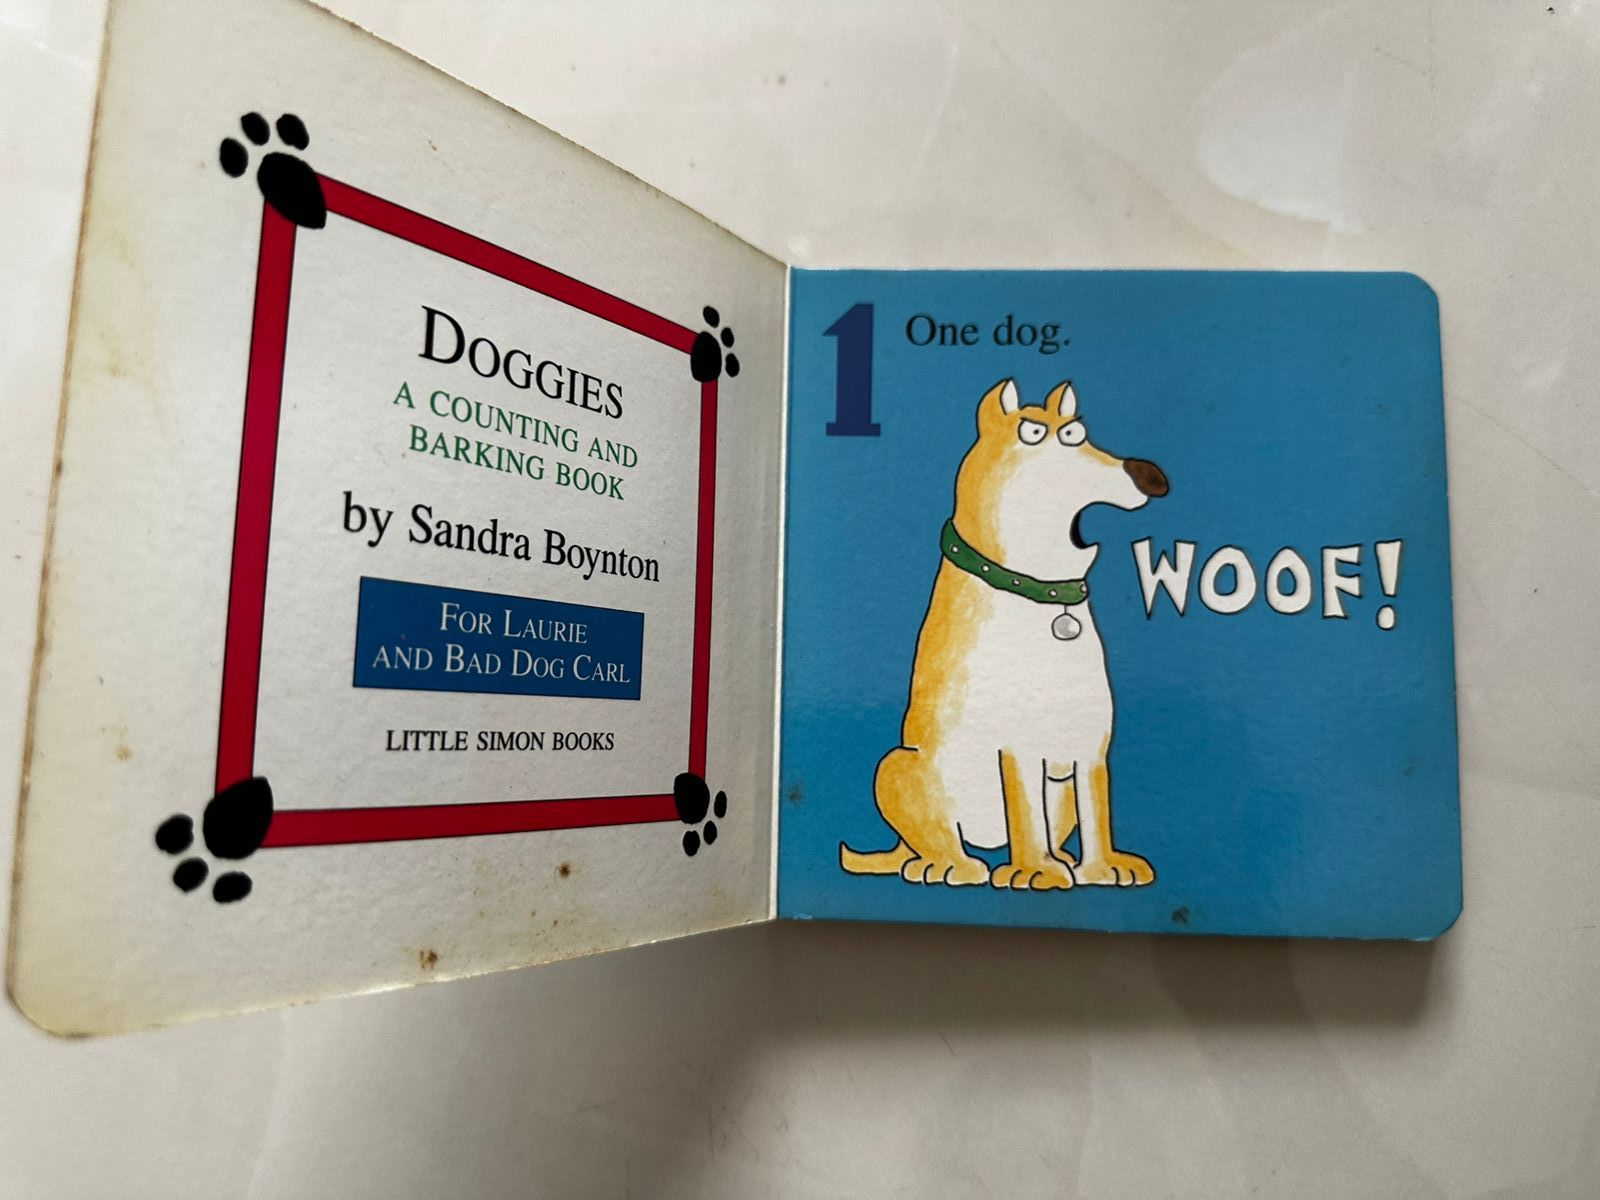 DOGGIES
A COUNTING AND
BARKING BOOK
by Sandra Boynton
FOR LAURIE
AND BAD DOG CARL
LITTLE SIMON BOOKS
1 One dog.
WOOF!